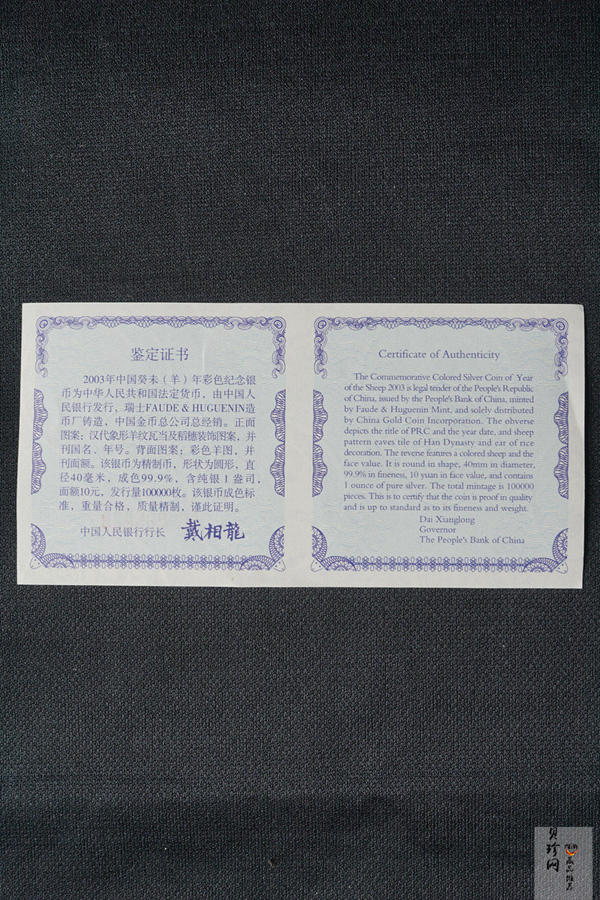 鉴定证书
2003年中国癸未（羊）年彩色纪念银
币为中华人民共和国法定货币，由中国人
民银行发行，瑞士FAUDE & HUGUENIN造
币厂铸造，中国金币总公司总经销。正面
图案：汉代象形羊纹瓦当及稻穗装饰图案，并
刊国名、年号。背面图案：彩色羊图，并
刊面额。该银币为精制币，形状为圆形，直
径40毫米，成色99.9%，含纯银1盎司，
面额10元，发行量100000枚。该银币成色标
准，重量合格，质量精制，谨此证明。
中国人民银行行长 戴相龍
Certificate of Authenticity
The Commemorative Colored Silver Coin of Year
of the Sheep 2003 is legal tender of the People's Republic
of China, issued by the People's Bank of China, minted
by Faude & Huguenin Mint, and solely distributed
by China Gold Coin Incorporation. The obverse
depicts the title of PRC and the year date, and sheep
pattern eaves tile of Han Dynasty and ear of rice
decoration. The reverse features a colored sheep and the
face value. It is round in shape, 40mm in diameter,
99.9% in fineness, 10 yuan in face value, and contains
1 ounce of pure silver. The total mintage is 100000
pieces. This is to certify that the coin is proof in quality
and is up to standard as to its fineness and weight.
Dai Xianglong
Governor
The People's Bank of China
贝珍网
藏品推荐